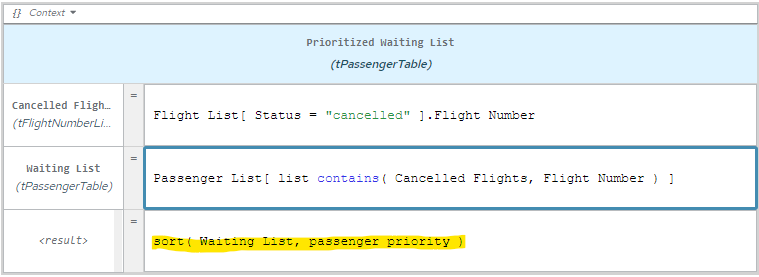 {} Context
Prioritized Waiting List
(tPassengerTable)
Cancelled Fligh…
(tFlightNumberLi…
=
Flight List[ Status = "cancelled" ].Flight Number
Waiting List
(tPassengerTable)
=
Passenger List[ list contains( Cancelled Flights, Flight Number ) ]
<result>
=
sort( Waiting List, passenger priority )